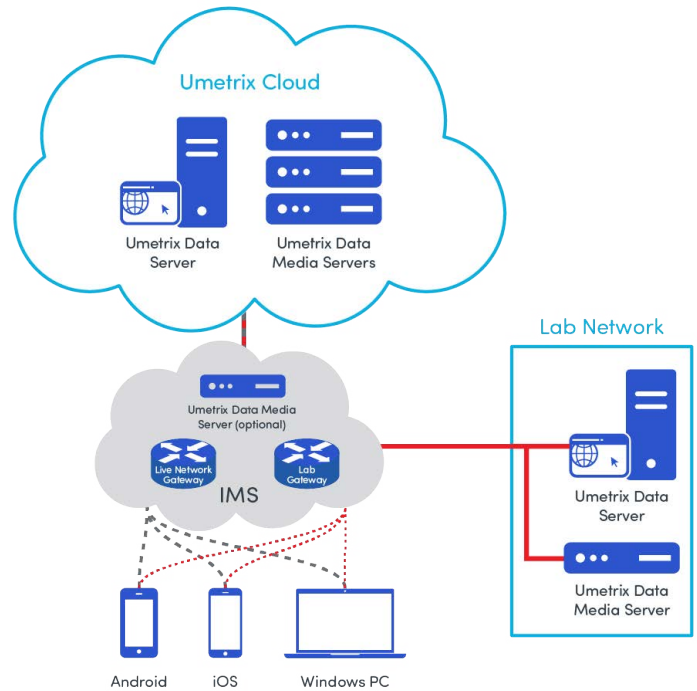 Umetrix Cloud
Umetrix Data
Server
Umetrix Data
Media Servers
Lab Network
Umetrix Data Media
Server (optional)
Live Network
Gateway
Lab
Gateway
IMS
Umetrix Data
Server
Umetrix Data
Media Server
Android
iOS
Windows PC